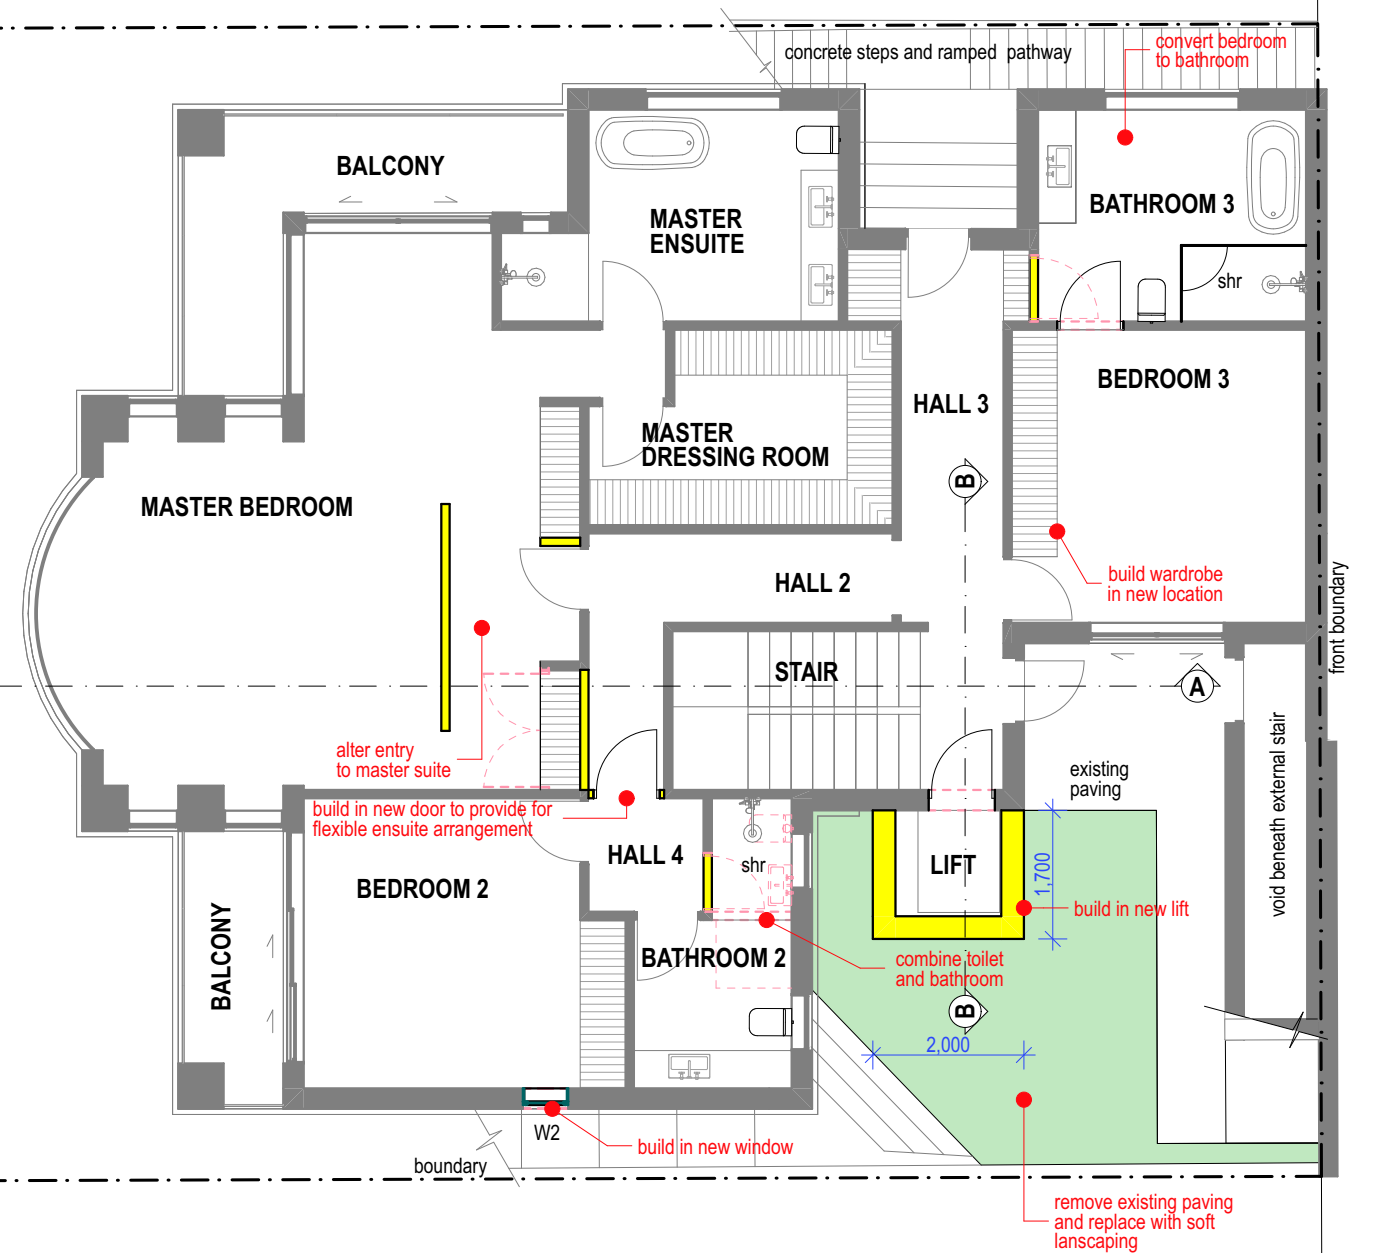 concrete steps and ramped pathway
convert bedroom
to bathroom
BALCONY
MASTER
ENSUITE
BATHROOM 3
shr
BEDROOM 3
HALL 3
MASTER
DRESSING ROOM
B
MASTER BEDROOM
HALL 2
build wardrobe
in new location
front boundary
STAIR
A
alter entry
to master suite
existing
paving
void beneath external stair
build in new door to provide for
flexible ensuite arrangement
HALL 4
shr
LIFT
1,700
BEDROOM 2
build in new lift
BALCONY
BATHROOM 2
combine toilet
and bathroom
B
2,000
W2
build in new window
boundary
remove existing paving
and replace with soft
lanscaping